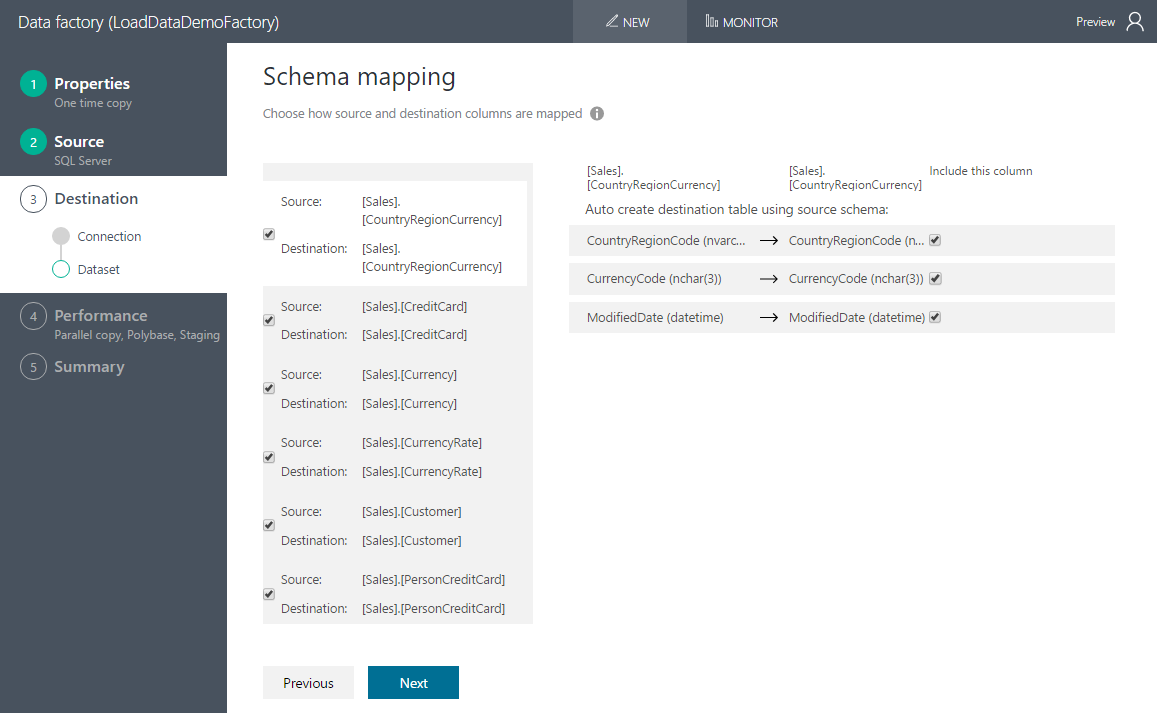 Data factory (LoadDataDemoFactory)
NEW
MONITOR
Preview
1 Properties
One time copy
2 Source
SQL Server
3 Destination
Connection
Dataset
4 Performance
Parallel copy, Polybase, Staging
5 Summary
Schema mapping
Choose how source and destination columns are mapped
Source: [Sales].
[CountryRegionCurrency]
Destination: [Sales].
[CountryRegionCurrency]
Source: [Sales].[CreditCard]
Destination: [Sales].[CreditCard]
Source: [Sales].[Currency]
Destination: [Sales].[Currency]
Source: [Sales].[CurrencyRate]
Destination: [Sales].[CurrencyRate]
Source: [Sales].[Customer]
Destination: [Sales].[Customer]
Source: [Sales].[PersonCreditCard]
Destination: [Sales].[PersonCreditCard]
[Sales]. [Sales]. Include this column
[CountryRegionCurrency] [CountryRegionCurrency]
Auto create destination table using source schema:
CountryRegionCode (nvarc... CountryRegionCode (n...
CurrencyCode (nchar(3)) CurrencyCode (nchar(3))
ModifiedDate (datetime) ModifiedDate (datetime)
Previous
Next